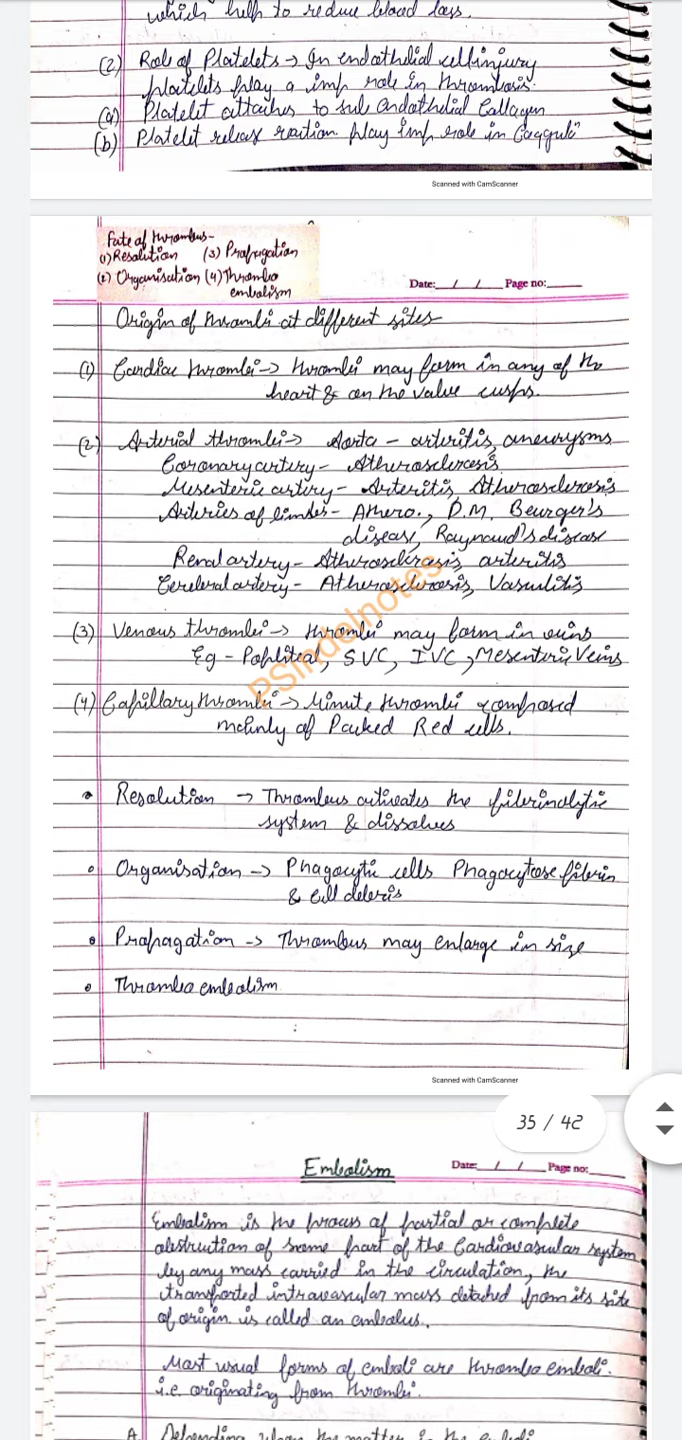 which help to reduce blood loss.
(2) Role of Platelets → In endothelial cell injury
platelets play a imp role in thrombosis.
(a) Platelet attaches to sub endothelial Collagen
(b) Platelet release reaction play imp role in Coagguln
Scanned with CamScanner
Fate of thrombus-
(1) Resolution (3) Propagation
(2) Organisation (4) Thrombo
embolism
Date: / / Page no:
Origin of thrombi at different sites
(1) Cardiac thrombi → thrombi may form in any of the
heart & on the valve cusps.
(2) Arterial thrombi → Aorta - arteritis, aneurysms
Coronary artery - Atherosclerosis
Mesenteric artery - Arteritis, Atherosclerosis
Arteries of limbs - Athero., D.M. Beurger's
disease, Raynaud's disease
Renal artery - Atherosclerosis, arteritis
Cerebral artery - Atherosclerosis, Vasculitis
(3) Venous thrombi → thrombi may form in veins
Eg - Popliteal, SVC, IVC, Mesenteric Veins
(4) Capillary thrombi → Minute thrombi composed
mainly of Packed Red cells.
PSIndelnotes
• Resolution → Thrombus activates the fibrinolytic
system & dissolves
• Organisation → Phagocytic cells Phagocytose fibrin
& Cell debris
• Propagation → Thrombus may enlarge in size
• Thrombo embolism
Scanned with CamScanner
35 / 42
Embolism
Date: / / Page no:
Embolism is the process of partial or complete
obstruction of some part of the Cardiovascular system
by any mass carried in the circulation, the
transported intravascular mass detached from its site
of origin is called an embolus.
Most usual forms of emboli are thrombo emboli.
i.e originating from thrombi.
A Depending upon the matter in the emboli